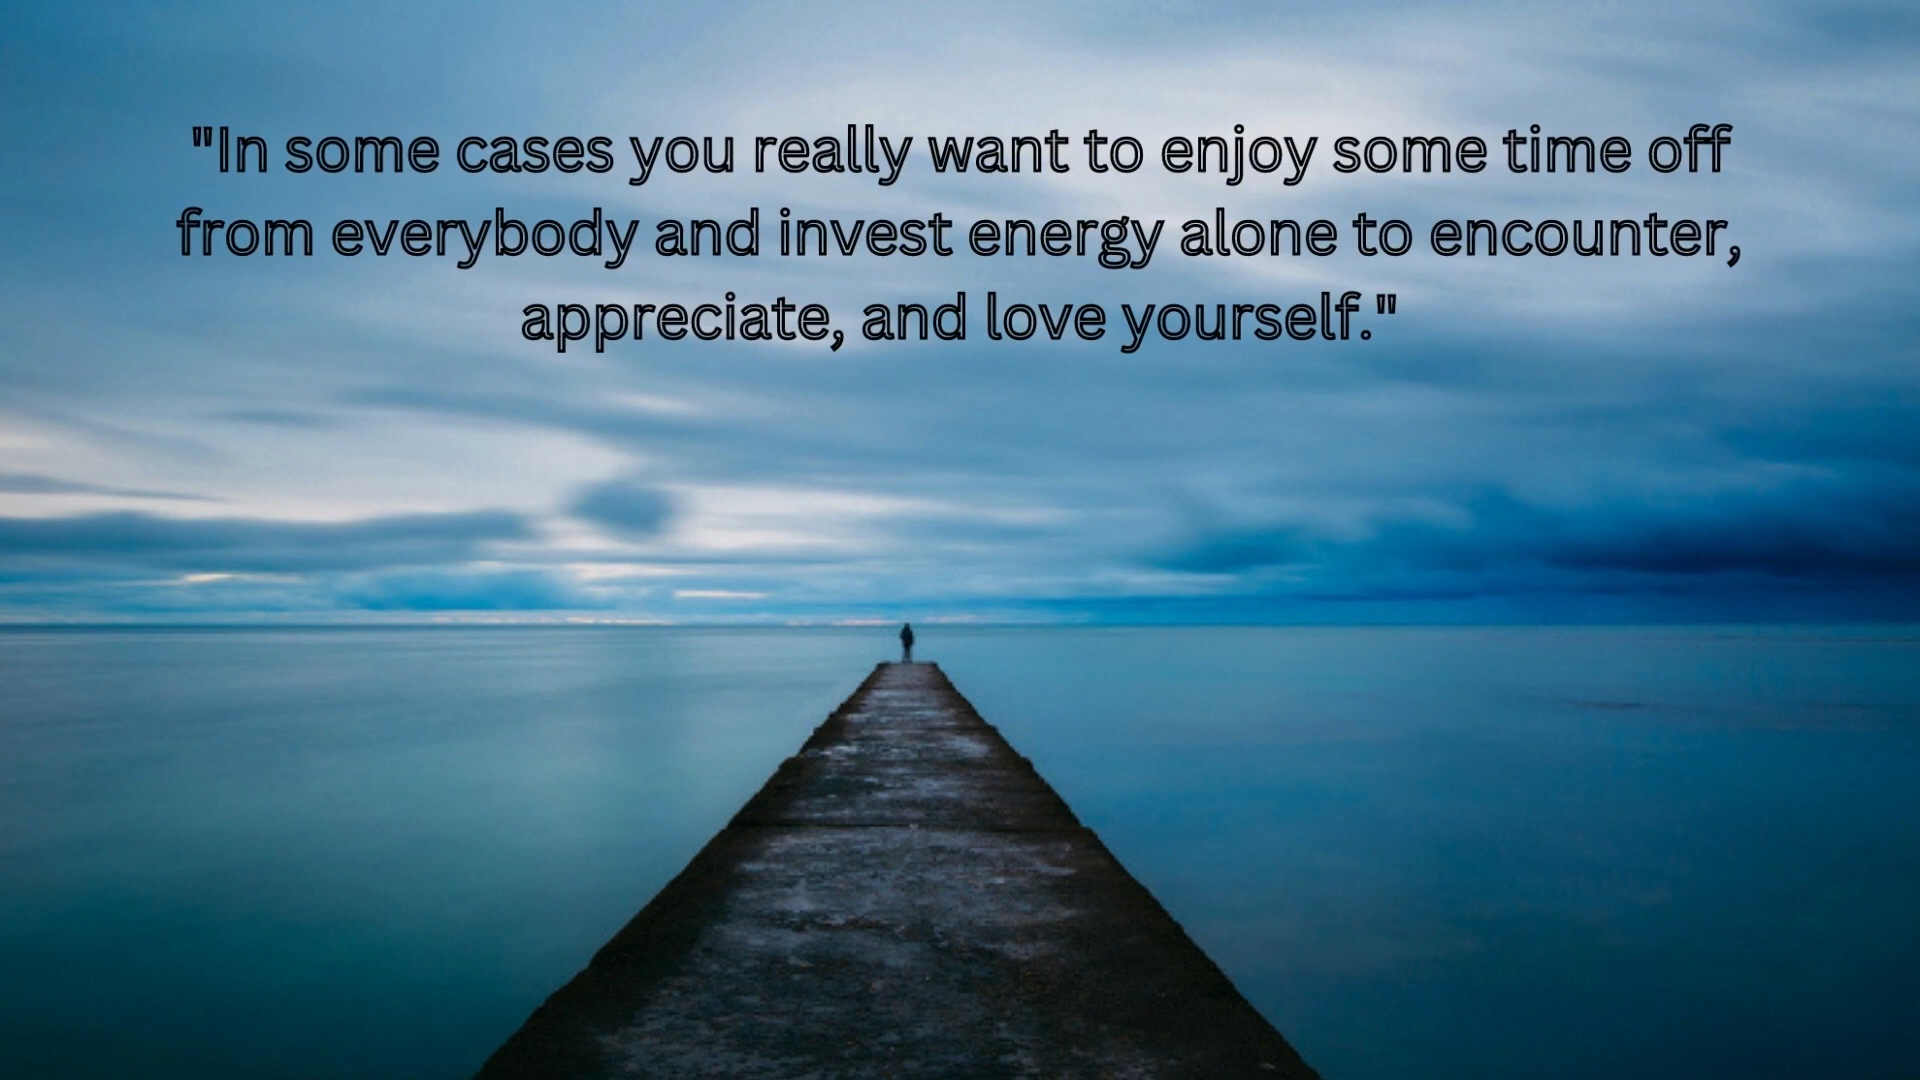 "In some cases you really want to enjoy some time off
from everybody and invest energy alone to encounter,
appreciate, and love yourself."